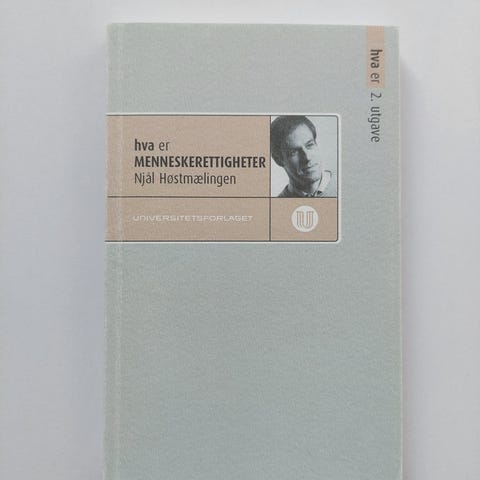 hva er 2. utgave
hva er
MENNESKERETTIGHETER
Njål Høstmælingen
UNIVERSITETSFORLAGET